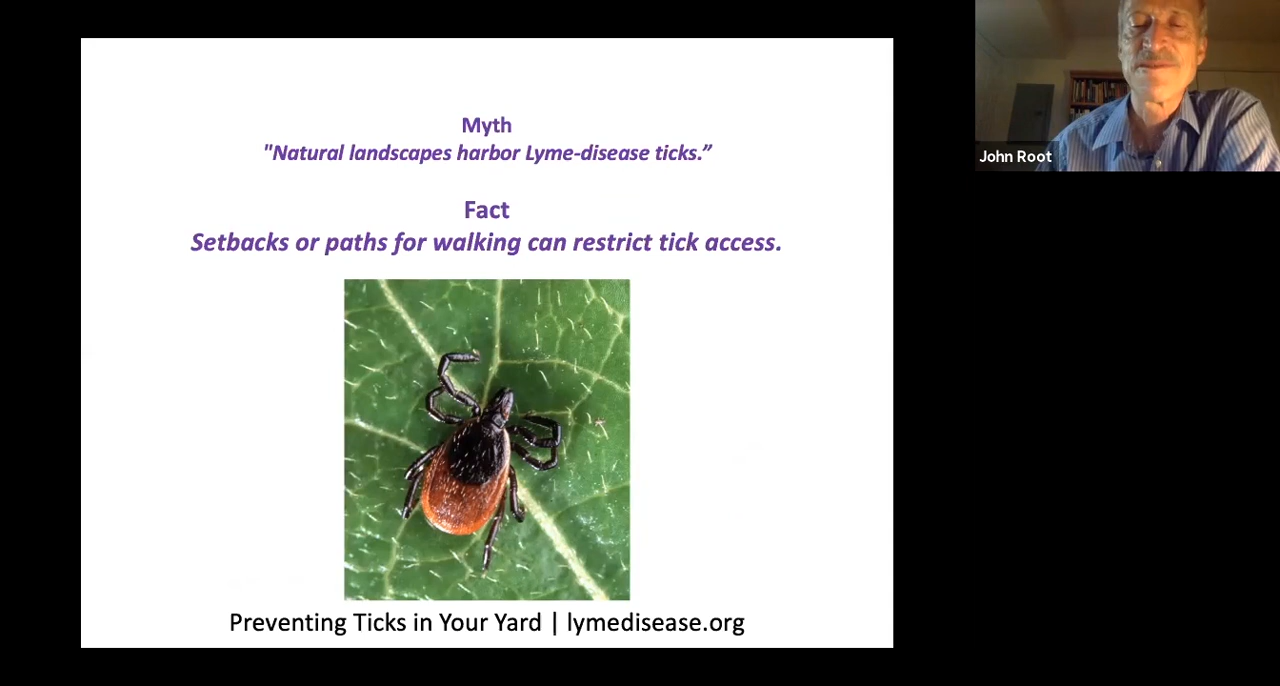 Myth
"Natural landscapes harbor Lyme-disease ticks.”
Fact
Setbacks or paths for walking can restrict tick access.
Preventing Ticks in Your Yard | lymedisease.org
John Root